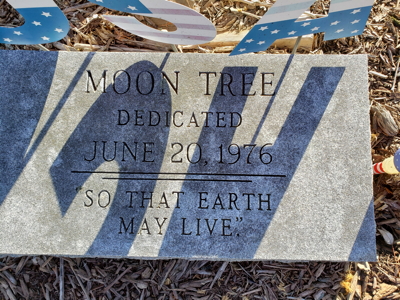 MOON TREE
DEDICATED
JUNE 20, 1976
"SO THAT EARTH
MAY LIVE."